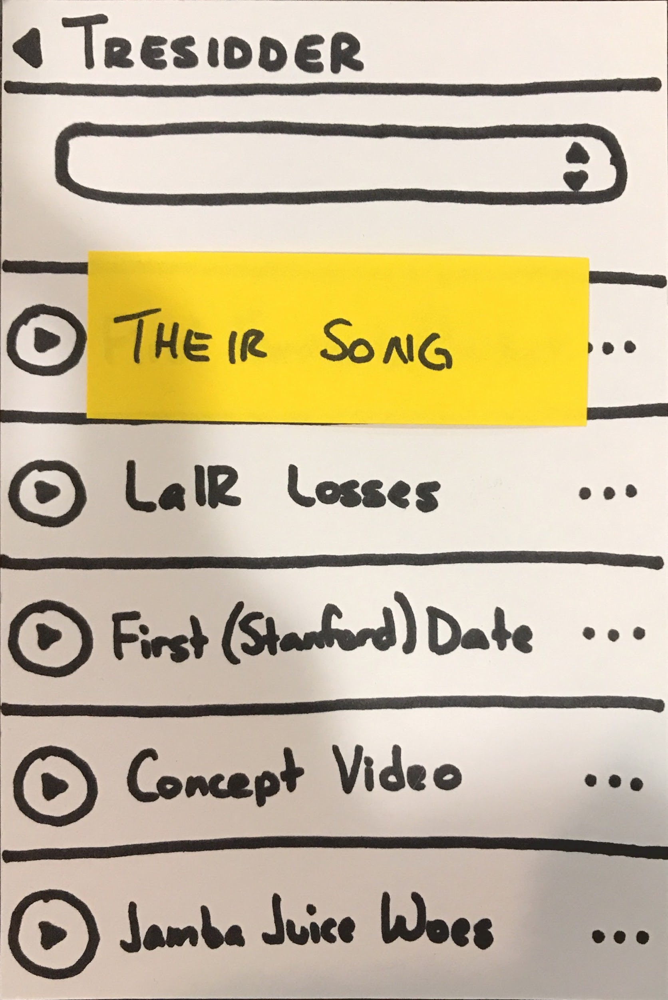 TRESIDDER
THEIR SONG
LaIR Losses
First (Stanford) Date
Concept Video
Jamba Juice Woes